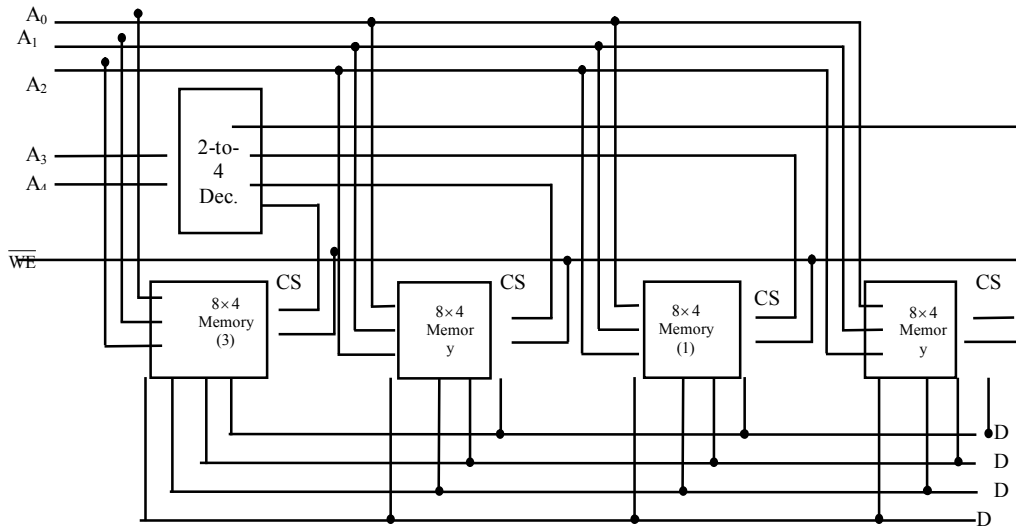 A0
A1
A2
2-to-
4
Dec.
A3
A4
WE
CS
CS
CS
CS
8×4
Memory
(3)
8×4
Memor
y
8×4
Memory
(1)
8×4
Memor
y
D
D
D
D